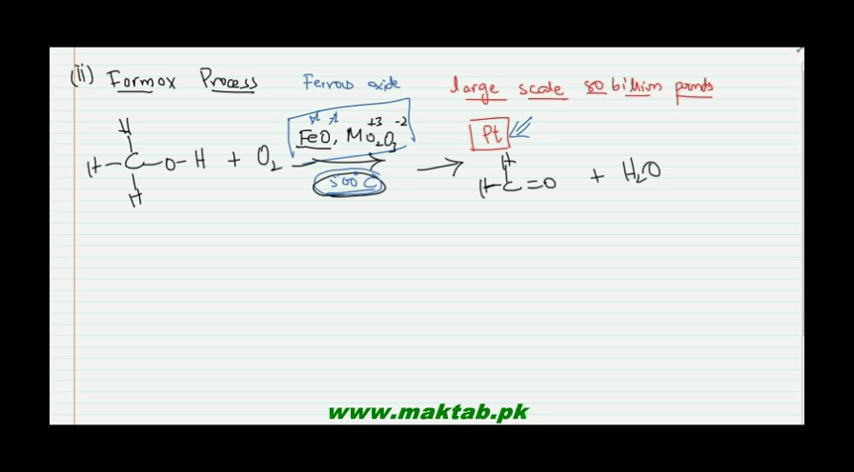 (ii) Formox Process Ferrous oxide large scale 80 billion pounds
+3 -2
FeO, Mo2O3 Pt
H H
H-C-O-H + O2 → H-C=O + H2O
500 C
H
www.maktab.pk